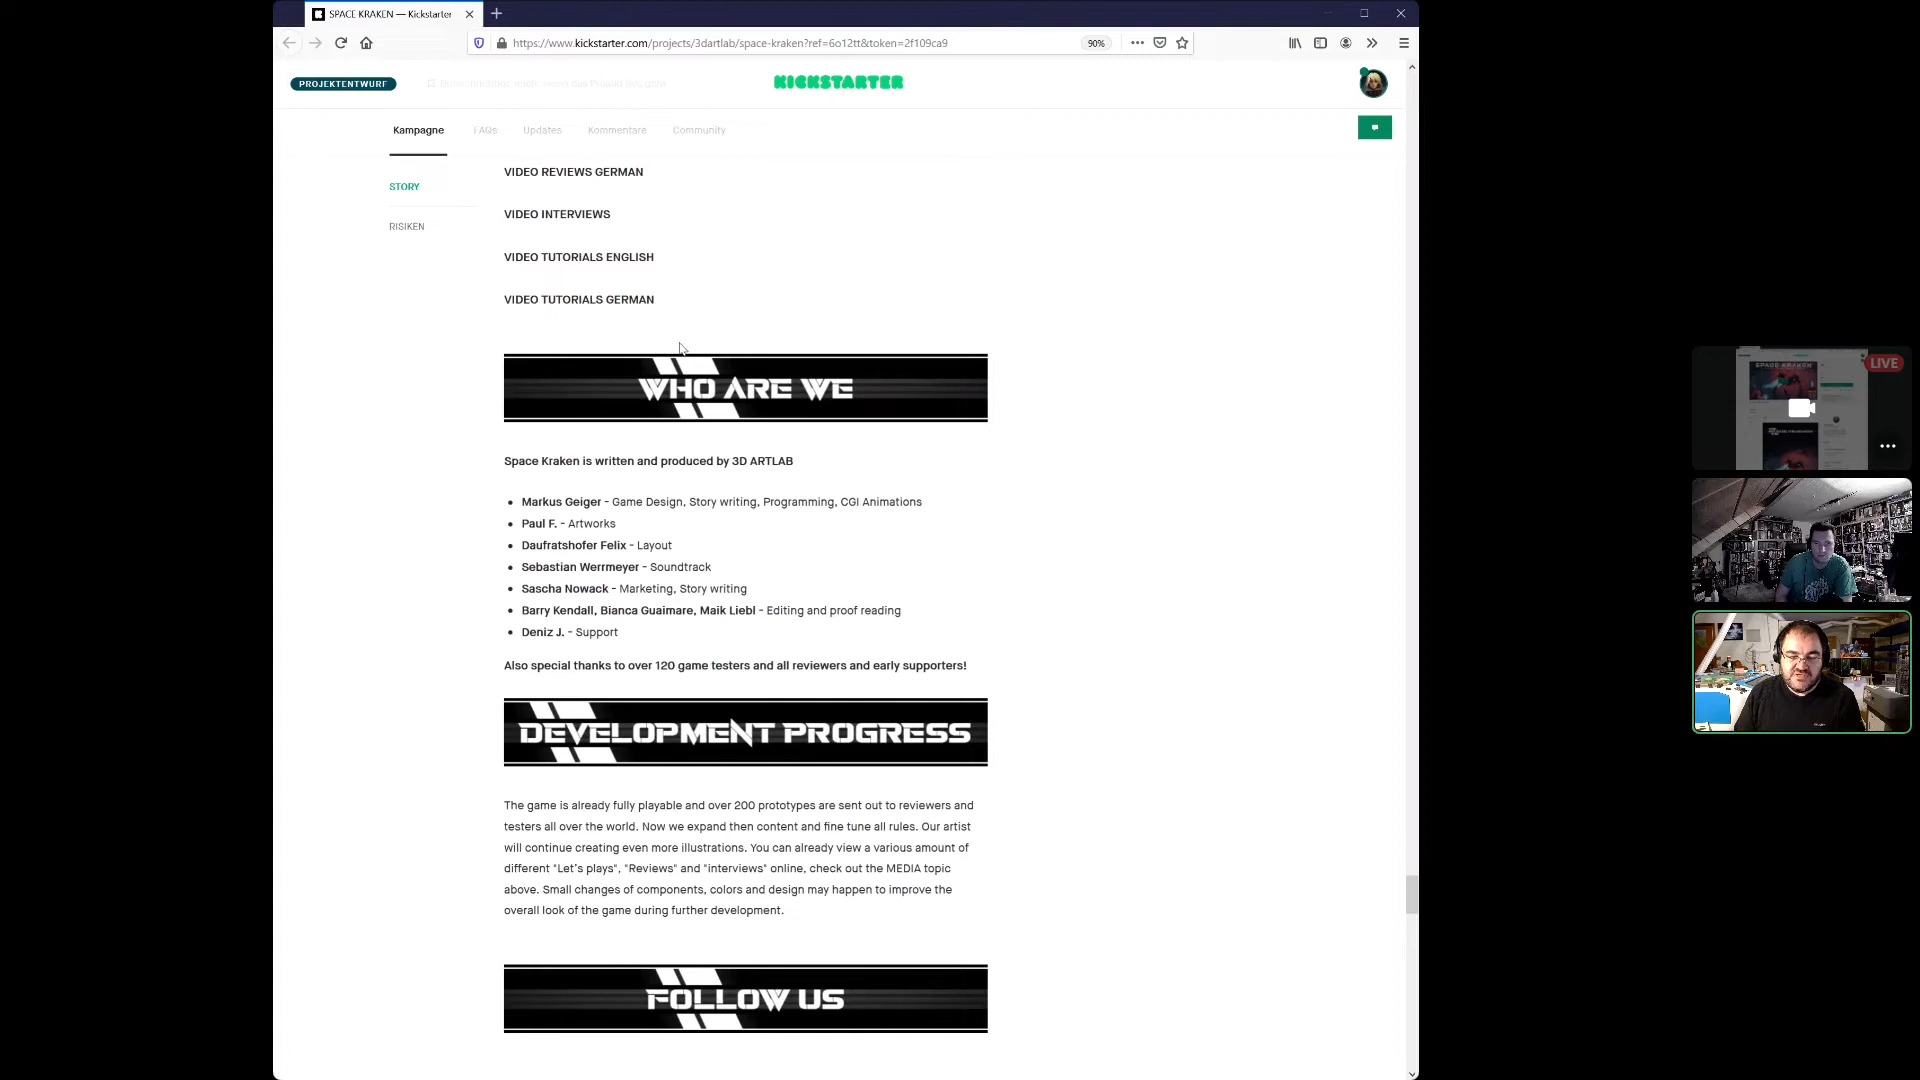 SPACE KRAKEN — Kickstarter
https://www.kickstarter.com/projects/3dartlab/space-kraken?ref=6o12tt&token=2f109ca9
90%
PROJEKTENTWURF
KICKSTARTER
Kampagne
FAQs
Updates
Kommentare
Community
STORY
RISIKEN
VIDEO REVIEWS GERMAN
VIDEO INTERVIEWS
VIDEO TUTORIALS ENGLISH
VIDEO TUTORIALS GERMAN
WHO ARE WE
Space Kraken is written and produced by 3D ARTLAB
Markus Geiger - Game Design, Story writing, Programming, CGI Animations
Paul F. - Artworks
Daufratshofer Felix - Layout
Sebastian Werrmeyer - Soundtrack
Sascha Nowack - Marketing, Story writing
Barry Kendall, Bianca Guaimare, Maik Liebl - Editing and proof reading
Deniz J. - Support
Also special thanks to over 120 game testers and all reviewers and early supporters!
DEVELOPMENT PROGRESS
The game is already fully playable and over 200 prototypes are sent out to reviewers and
testers all over the world. Now we expand then content and fine tune all rules. Our artist
will continue creating even more illustrations. You can already view a various amount of
different "Let's plays", "Reviews" and "interviews" online, check out the MEDIA topic
above. Small changes of components, colors and design may happen to improve the
overall look of the game during further development.
FOLLOW US
SPACE KRAKEN
LIVE